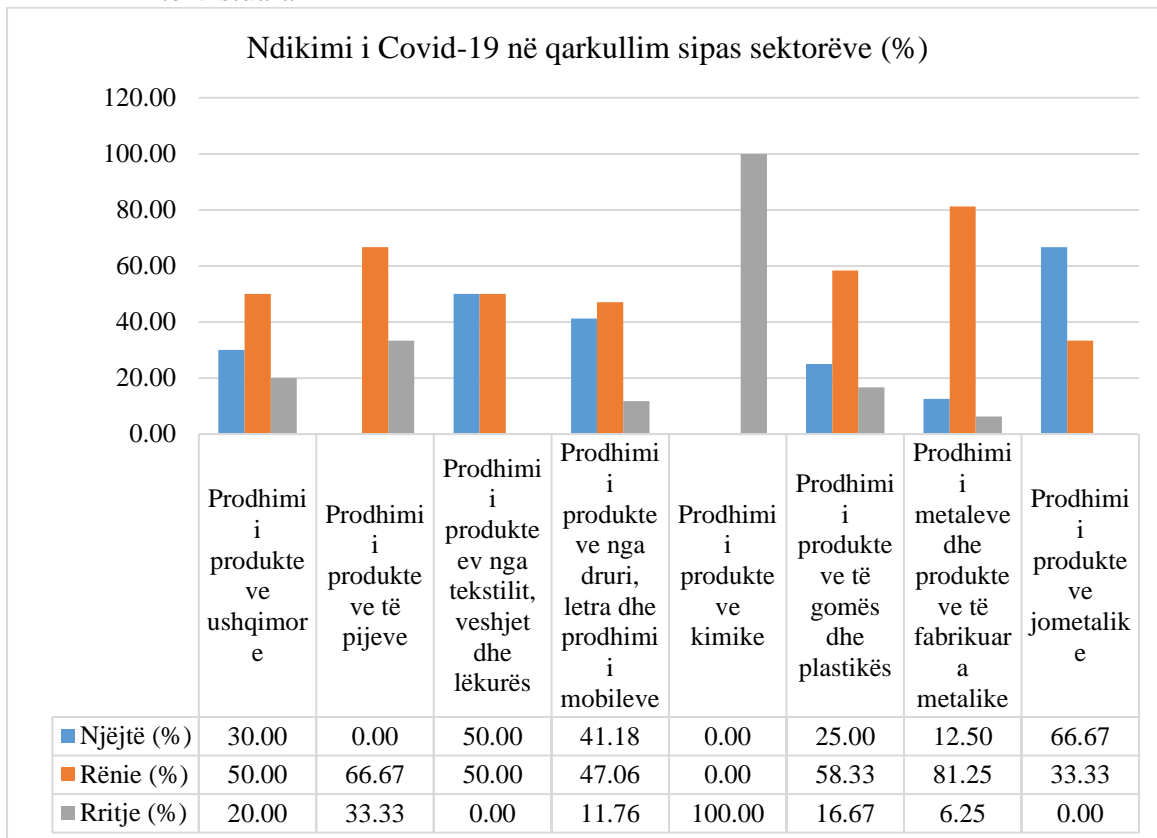 Ndikimi i Covid-19 në qarkullim sipas sektorëve (%)
120.00
100.00
80.00
60.00
40.00
20.00
0.00
Prodhimi
i
produkte
ve
ushqimor
e
Prodhimi
i
produkte
ve të
pijeve
Prodhimi
i
produkte
ev nga
tekstilit,
veshjet
dhe
lëkurës
Prodhimi
i
produkte
ve nga
druri,
letra dhe
prodhimi
i
mobileve
Prodhimi
i
produkte
ve
kimike
Prodhimi
i
produkte
ve të
gomës
dhe
plastikës
Prodhimi
i
metaleve
dhe
produkte
ve të
fabrikuar
a
metalike
Prodhimi
i
produkte
ve
jometalik
e
Njëjtë (%) 30.00 0.00 50.00 41.18 0.00 25.00 12.50 66.67
Rënie (%) 50.00 66.67 50.00 47.06 0.00 58.33 81.25 33.33
Rritje (%) 20.00 33.33 0.00 11.76 100.00 16.67 6.25 0.00